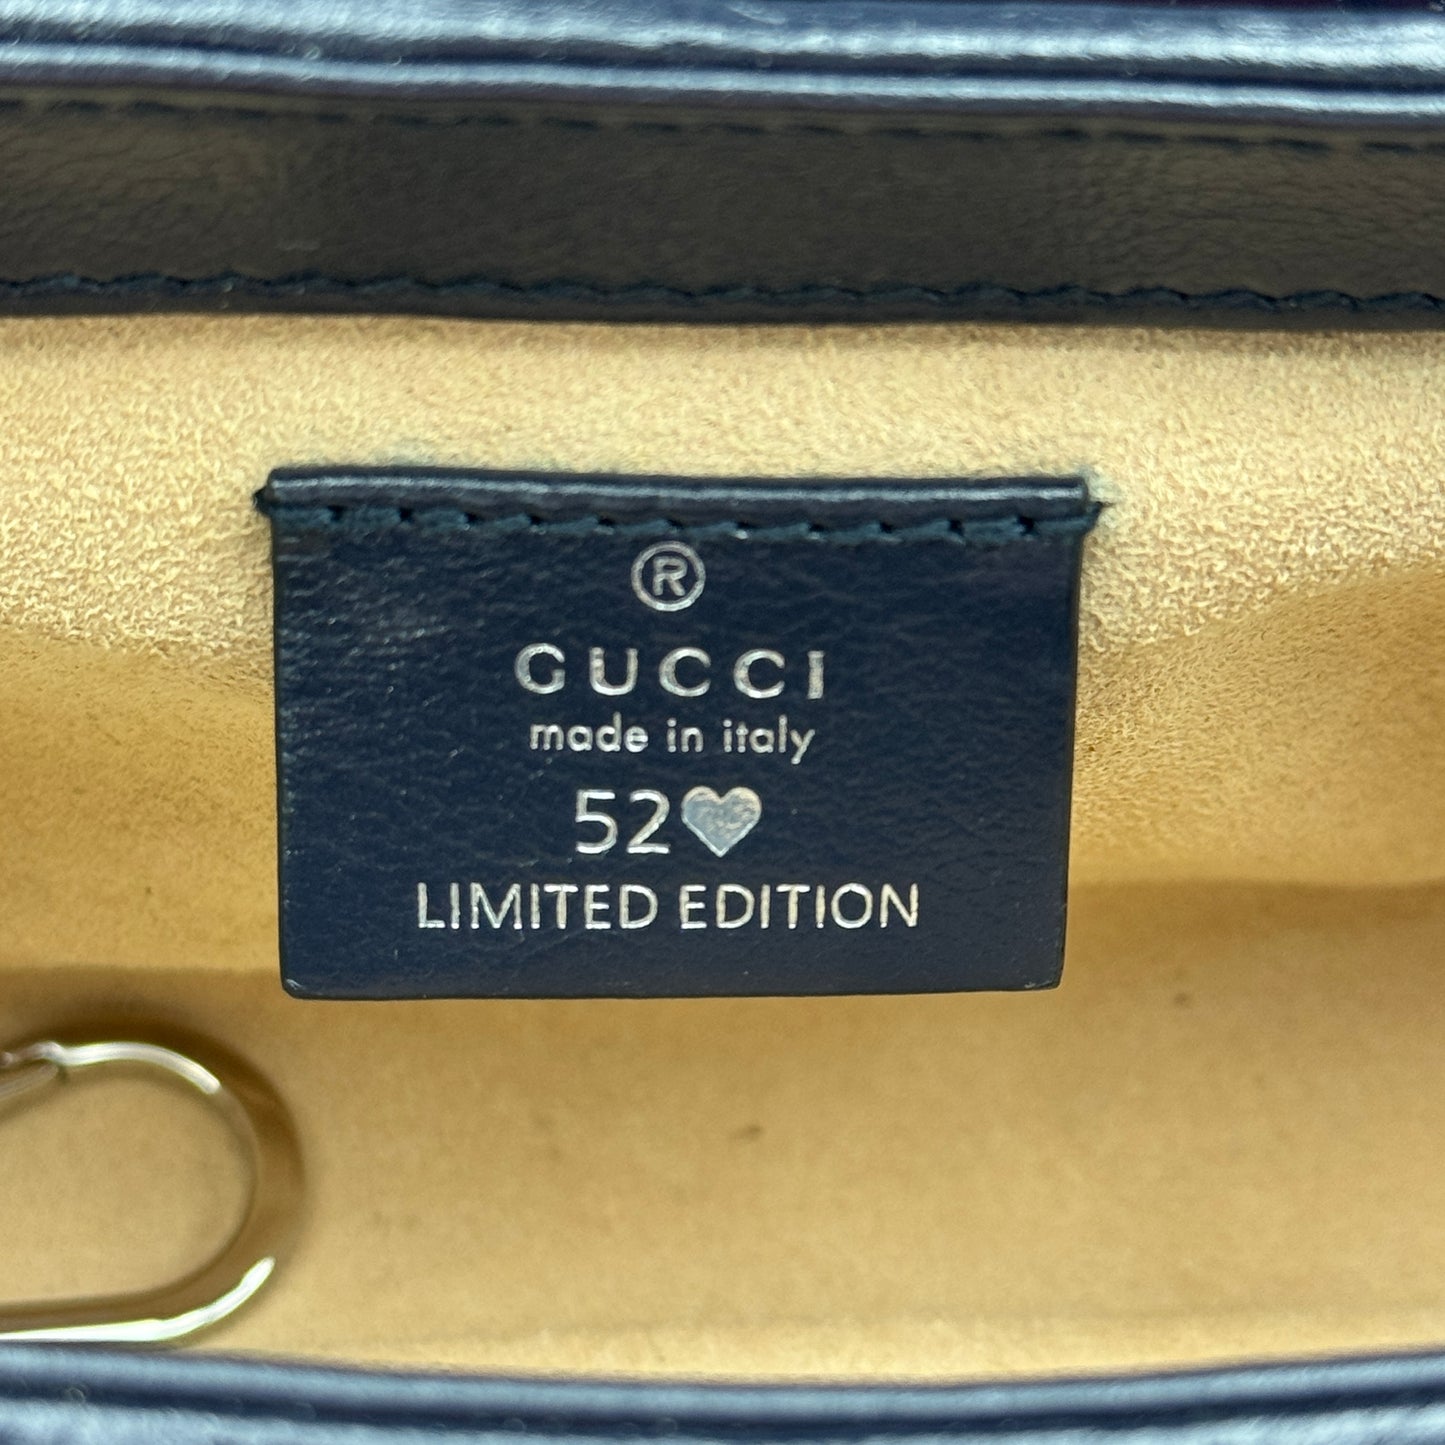 ®
GUCCI
made in italy
52♥
LIMITED EDITION